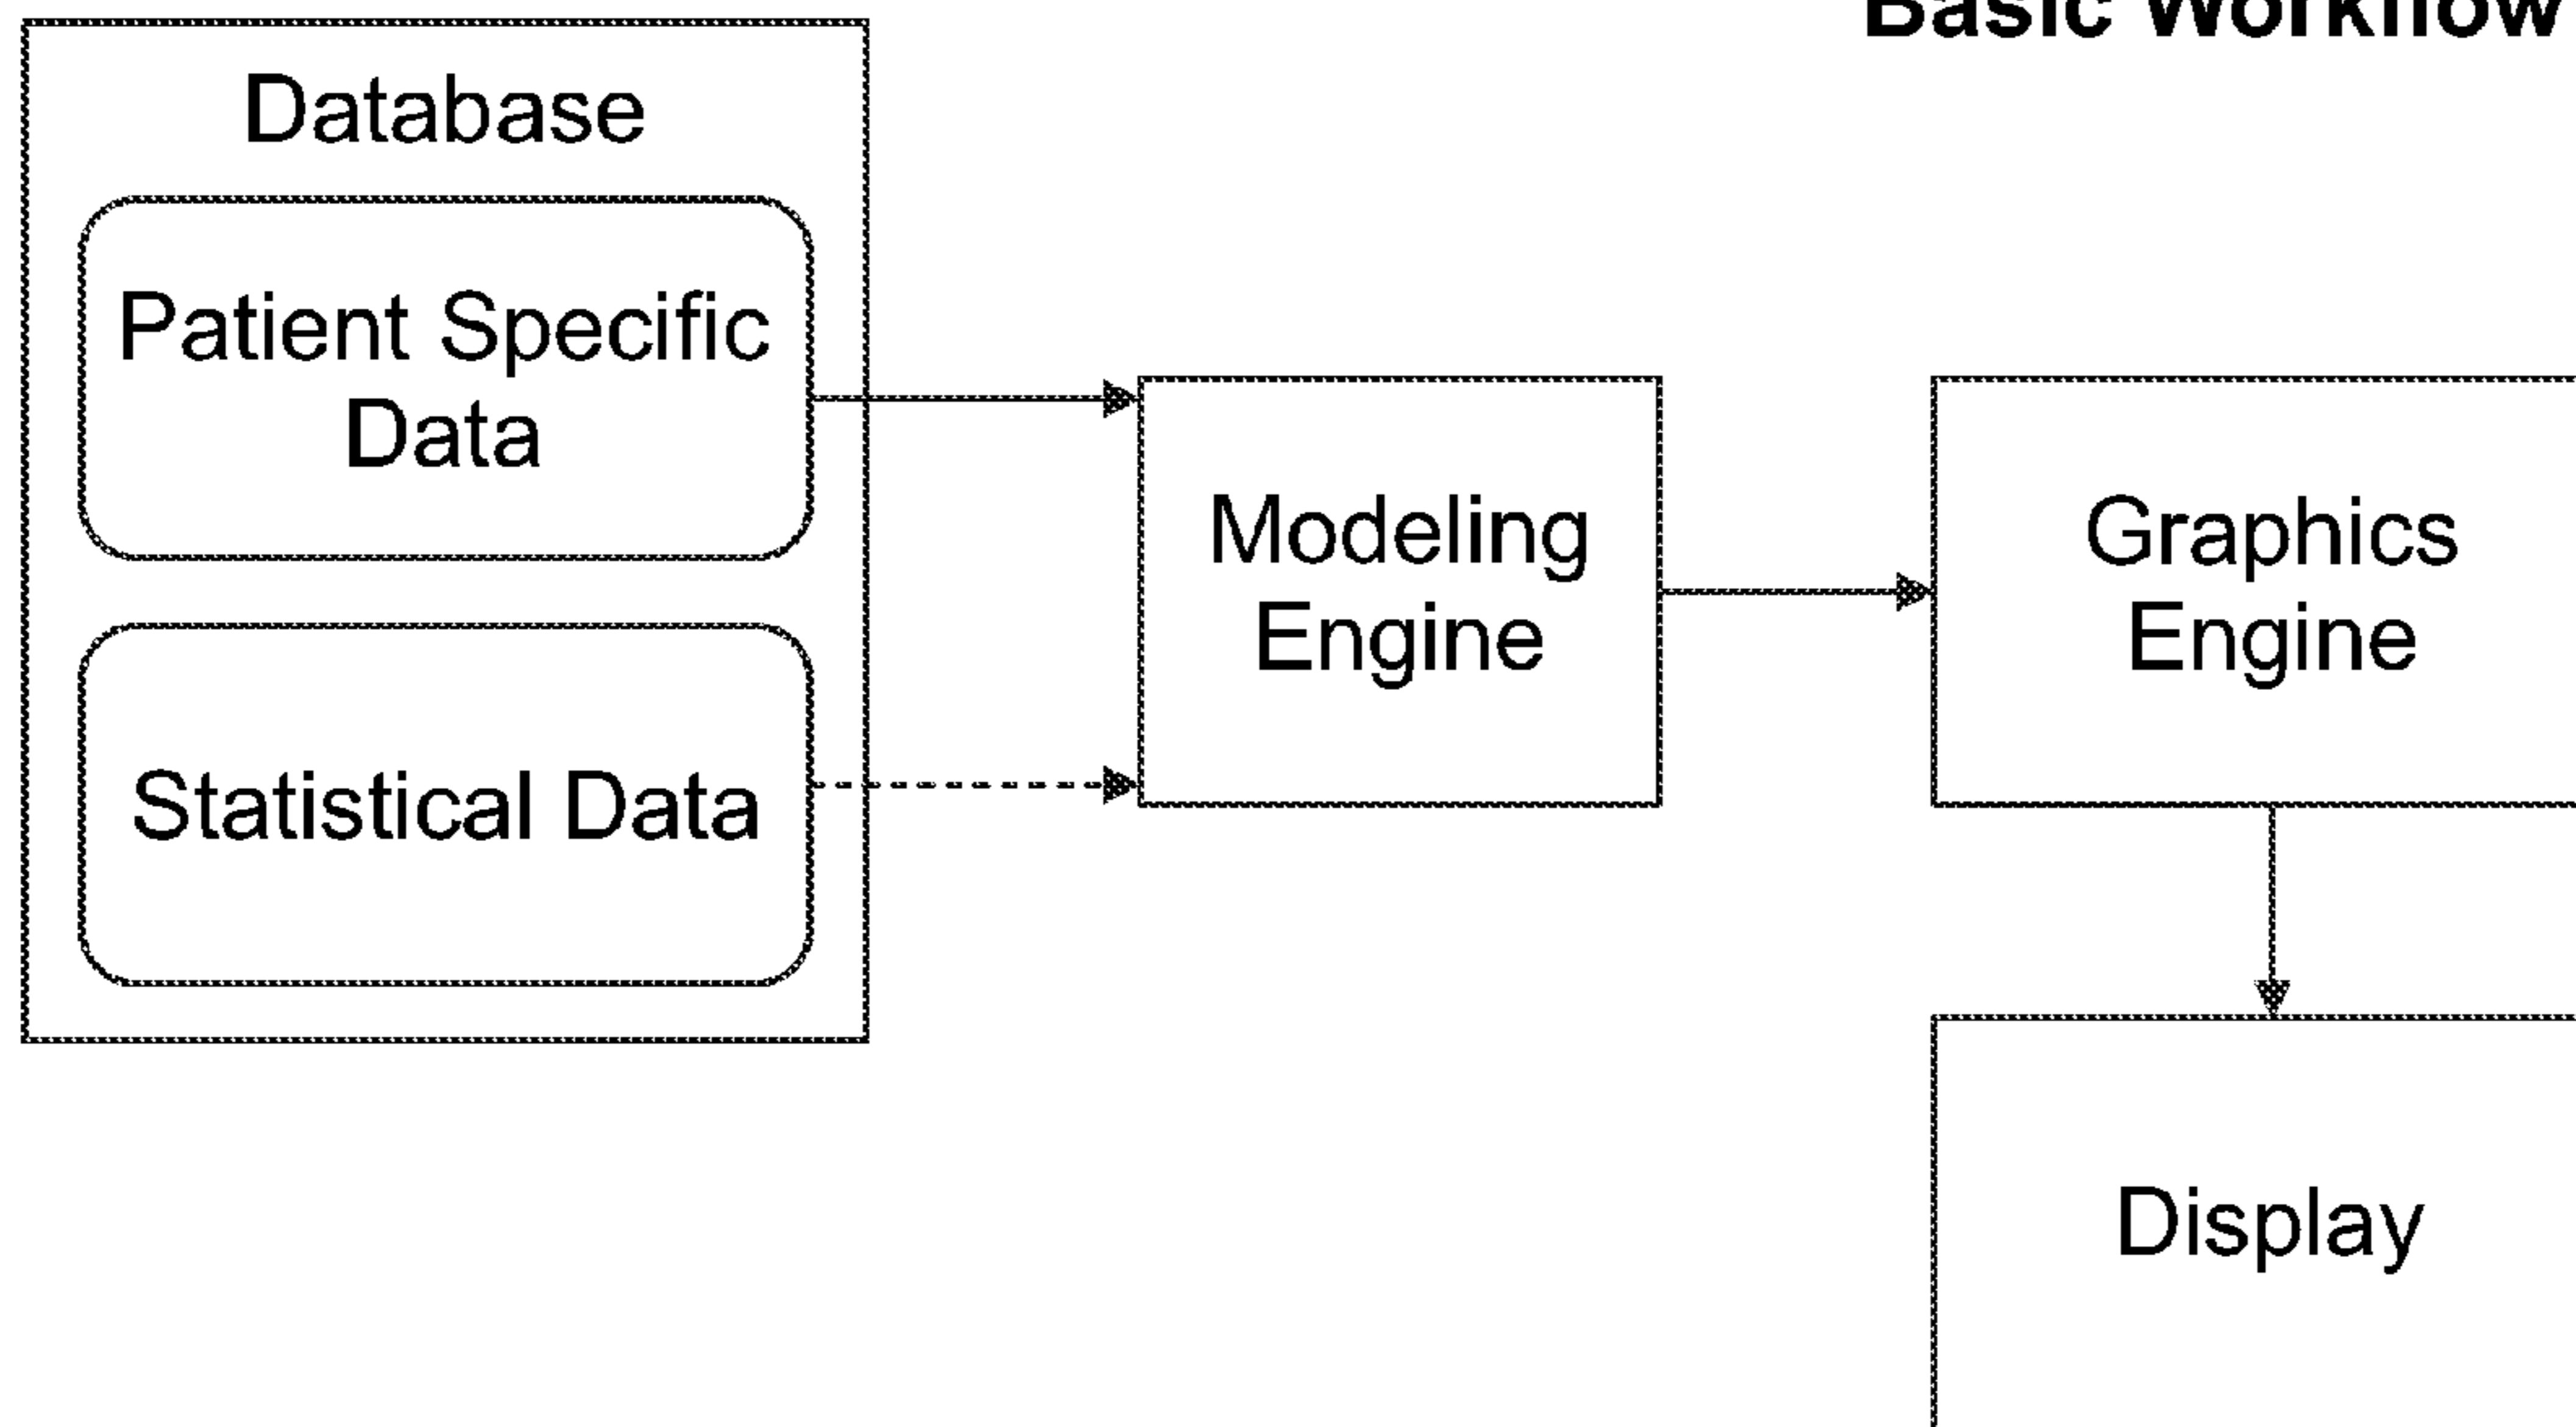 Basic Workflow
Database
Patient Specific
Data
Statistical Data
Modeling
Engine
Graphics
Engine
Display